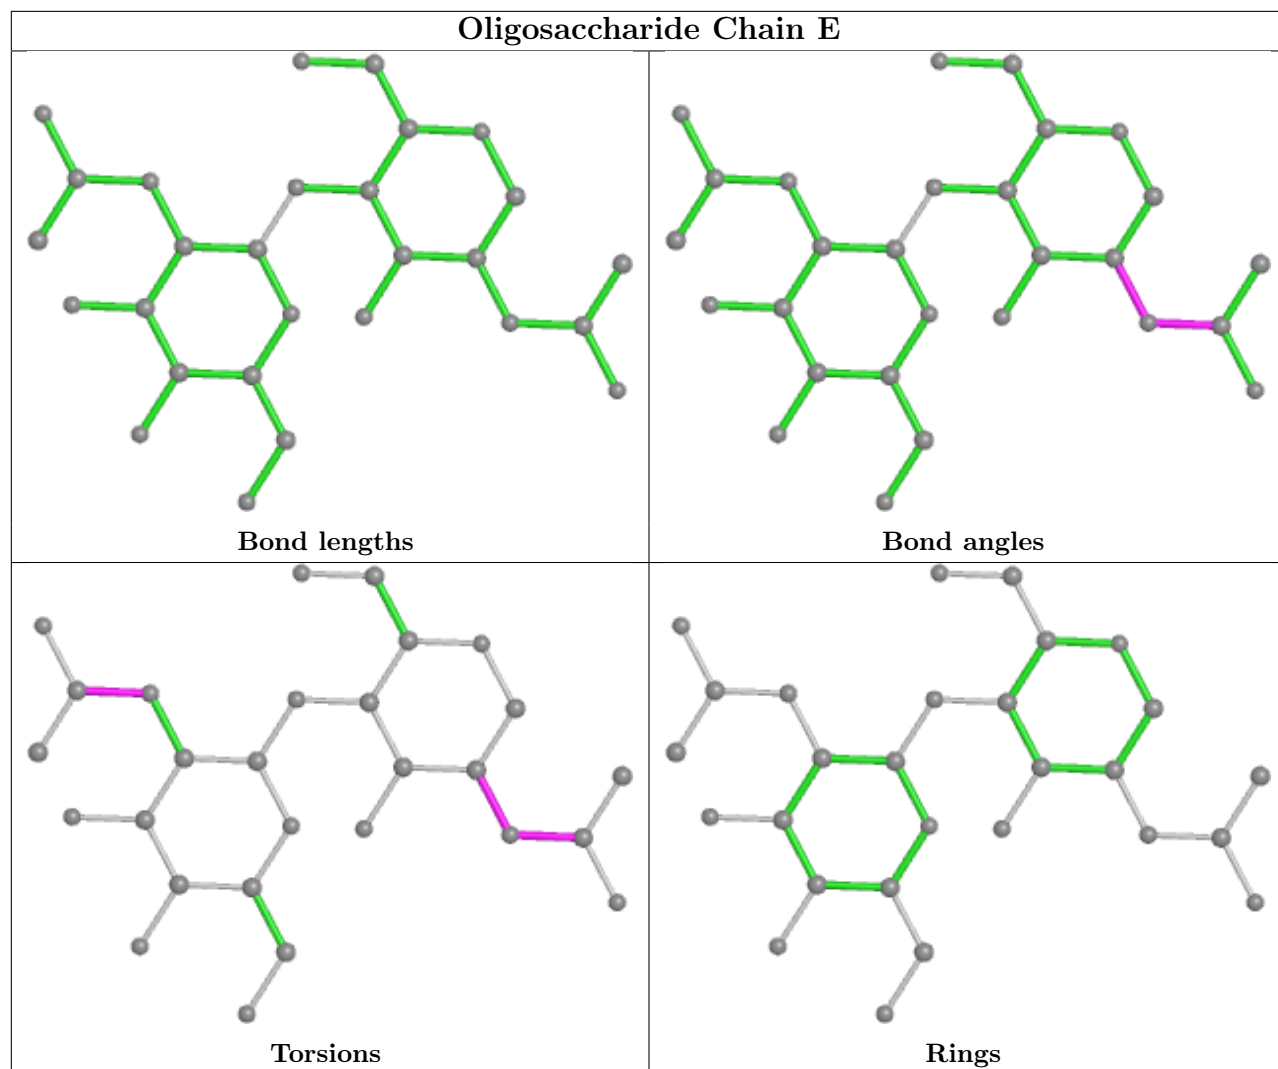 Oligosaccharide Chain E
Bond lengths
Bond angles
Torsions
Rings